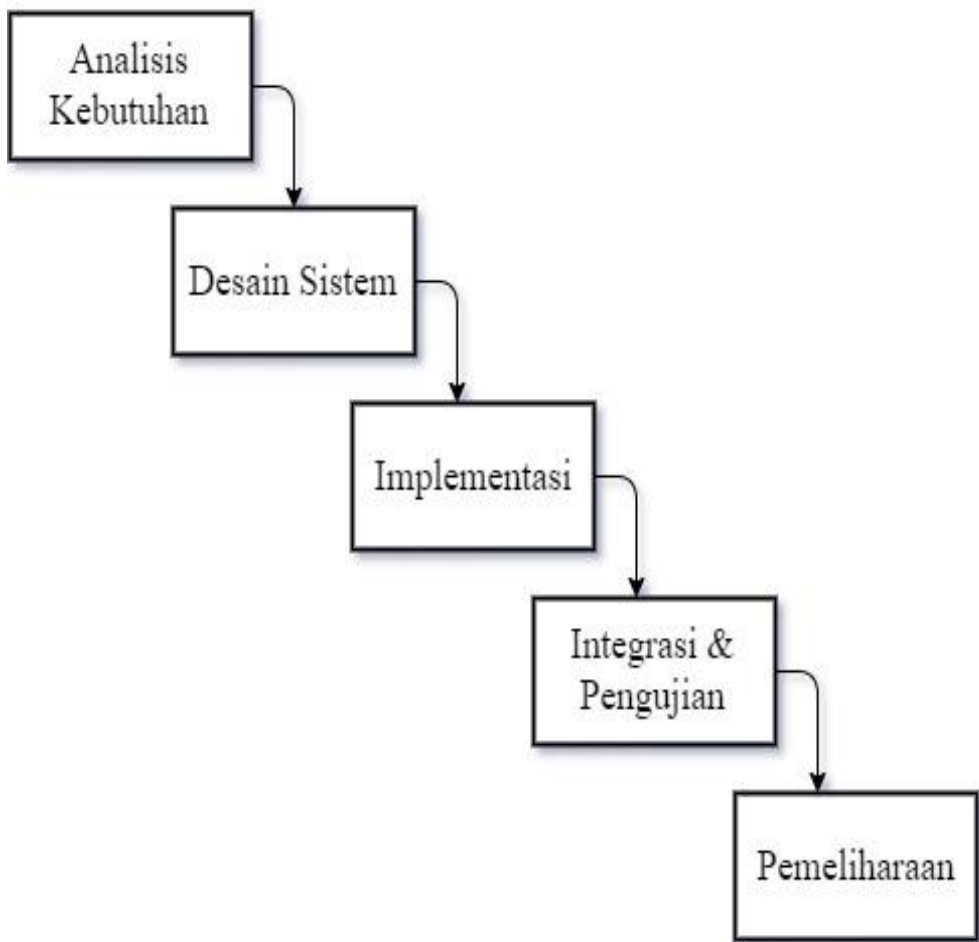 Analisis
Kebutuhan
Desain Sistem
Implementasi
Integrasi &
Pengujian
Pemeliharaan